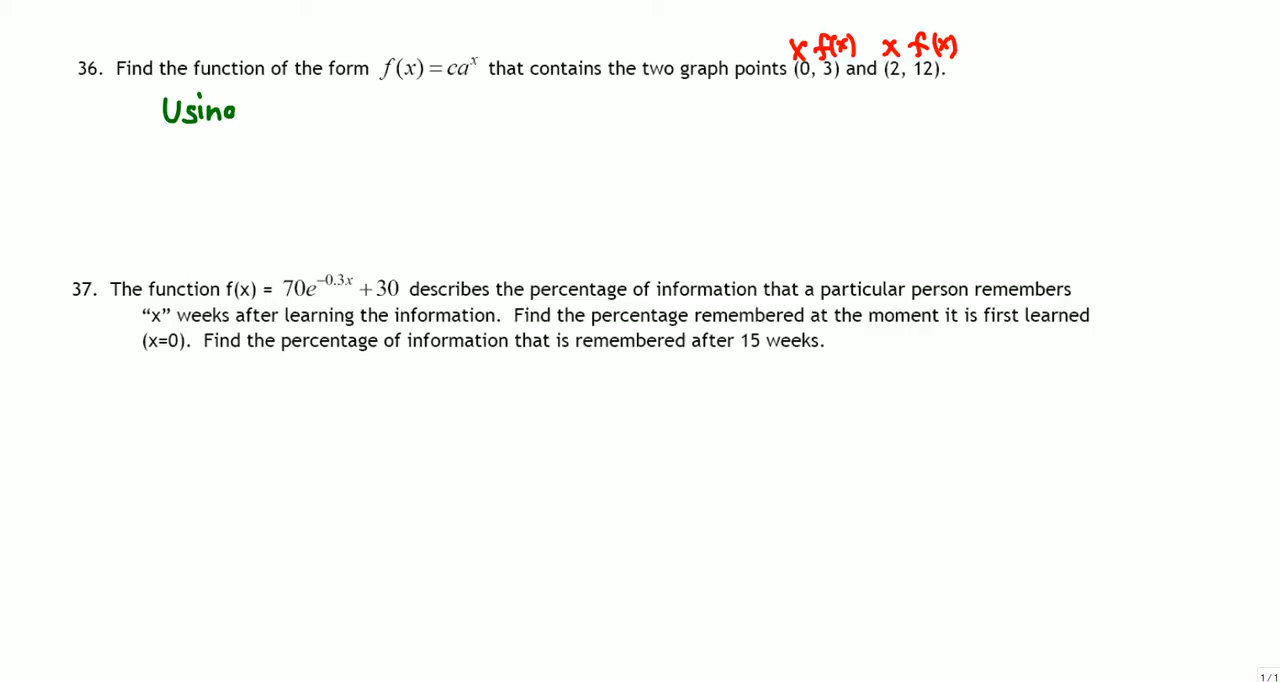 x f(x) x f(x)
36. Find the function of the form f(x) = ca^x that contains the two graph points (0, 3) and (2, 12).
Usino
37. The function f(x) = 70e^{-0.3x} + 30 describes the percentage of information that a particular person remembers
“x” weeks after learning the information. Find the percentage remembered at the moment it is first learned
(x=0). Find the percentage of information that is remembered after 15 weeks.
1/1